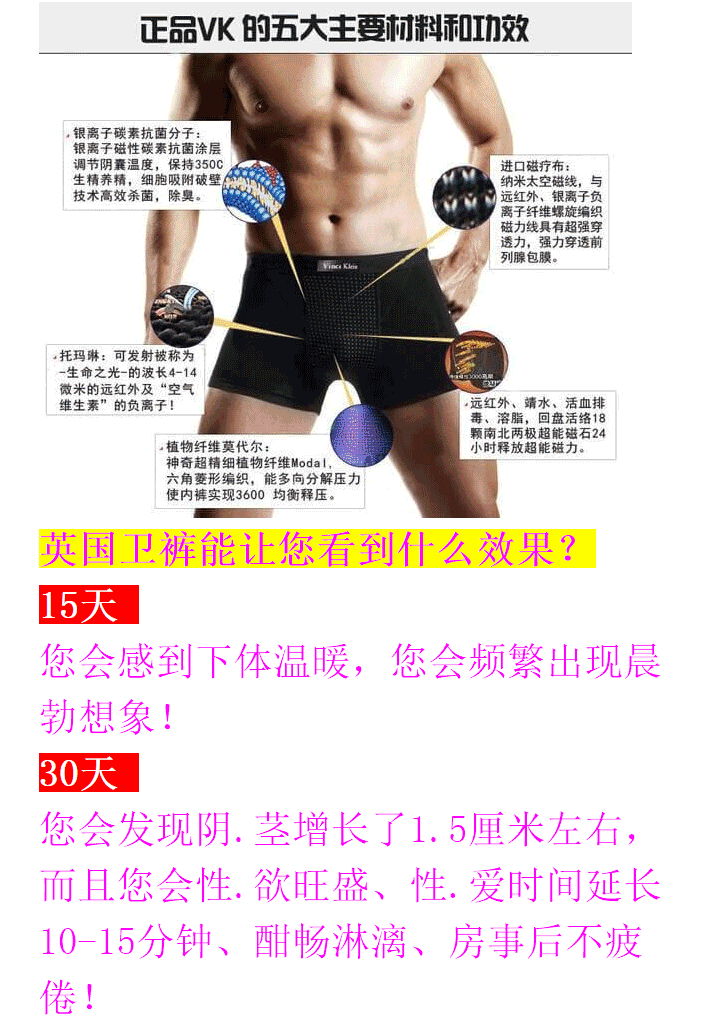 正品VK 的五大主要材料和功效
银离子碳素抗菌分子：
银离子磁性碳素抗菌涂层
调节阴囊温度，保持350C
生精养精，细胞吸附破壁
技术高效杀菌，除臭。
进口磁疗布：
纳米太空磁线，与
远红外、银离子负
离子纤维螺旋编织
磁力线具有超强穿
透力，强力穿透前
列腺包膜。
Vince Klein
托玛琳：可发射被称为
-生命之光-的波长4-14
微米的远红外及“空气
维生素”的负离子！
远红外、靖水、活血排
毒、溶脂，回盘活络18
颗南北两极超能磁石24
小时释放超能磁力。
植物纤维莫代尔：
神奇超精细植物纤维Modal,
六角菱形编织，能多向分解压力
使内裤实现3600 均衡释压。
英国卫裤能让您看到什么效果？
15天
您会感到下体温暖，您会频繁出现晨
勃想象！
30天
您会发现阴.茎增长了1.5厘米左右，
而且您会性.欲旺盛、性.爱时间延长
10-15分钟、酣畅淋漓、房事后不疲
倦！